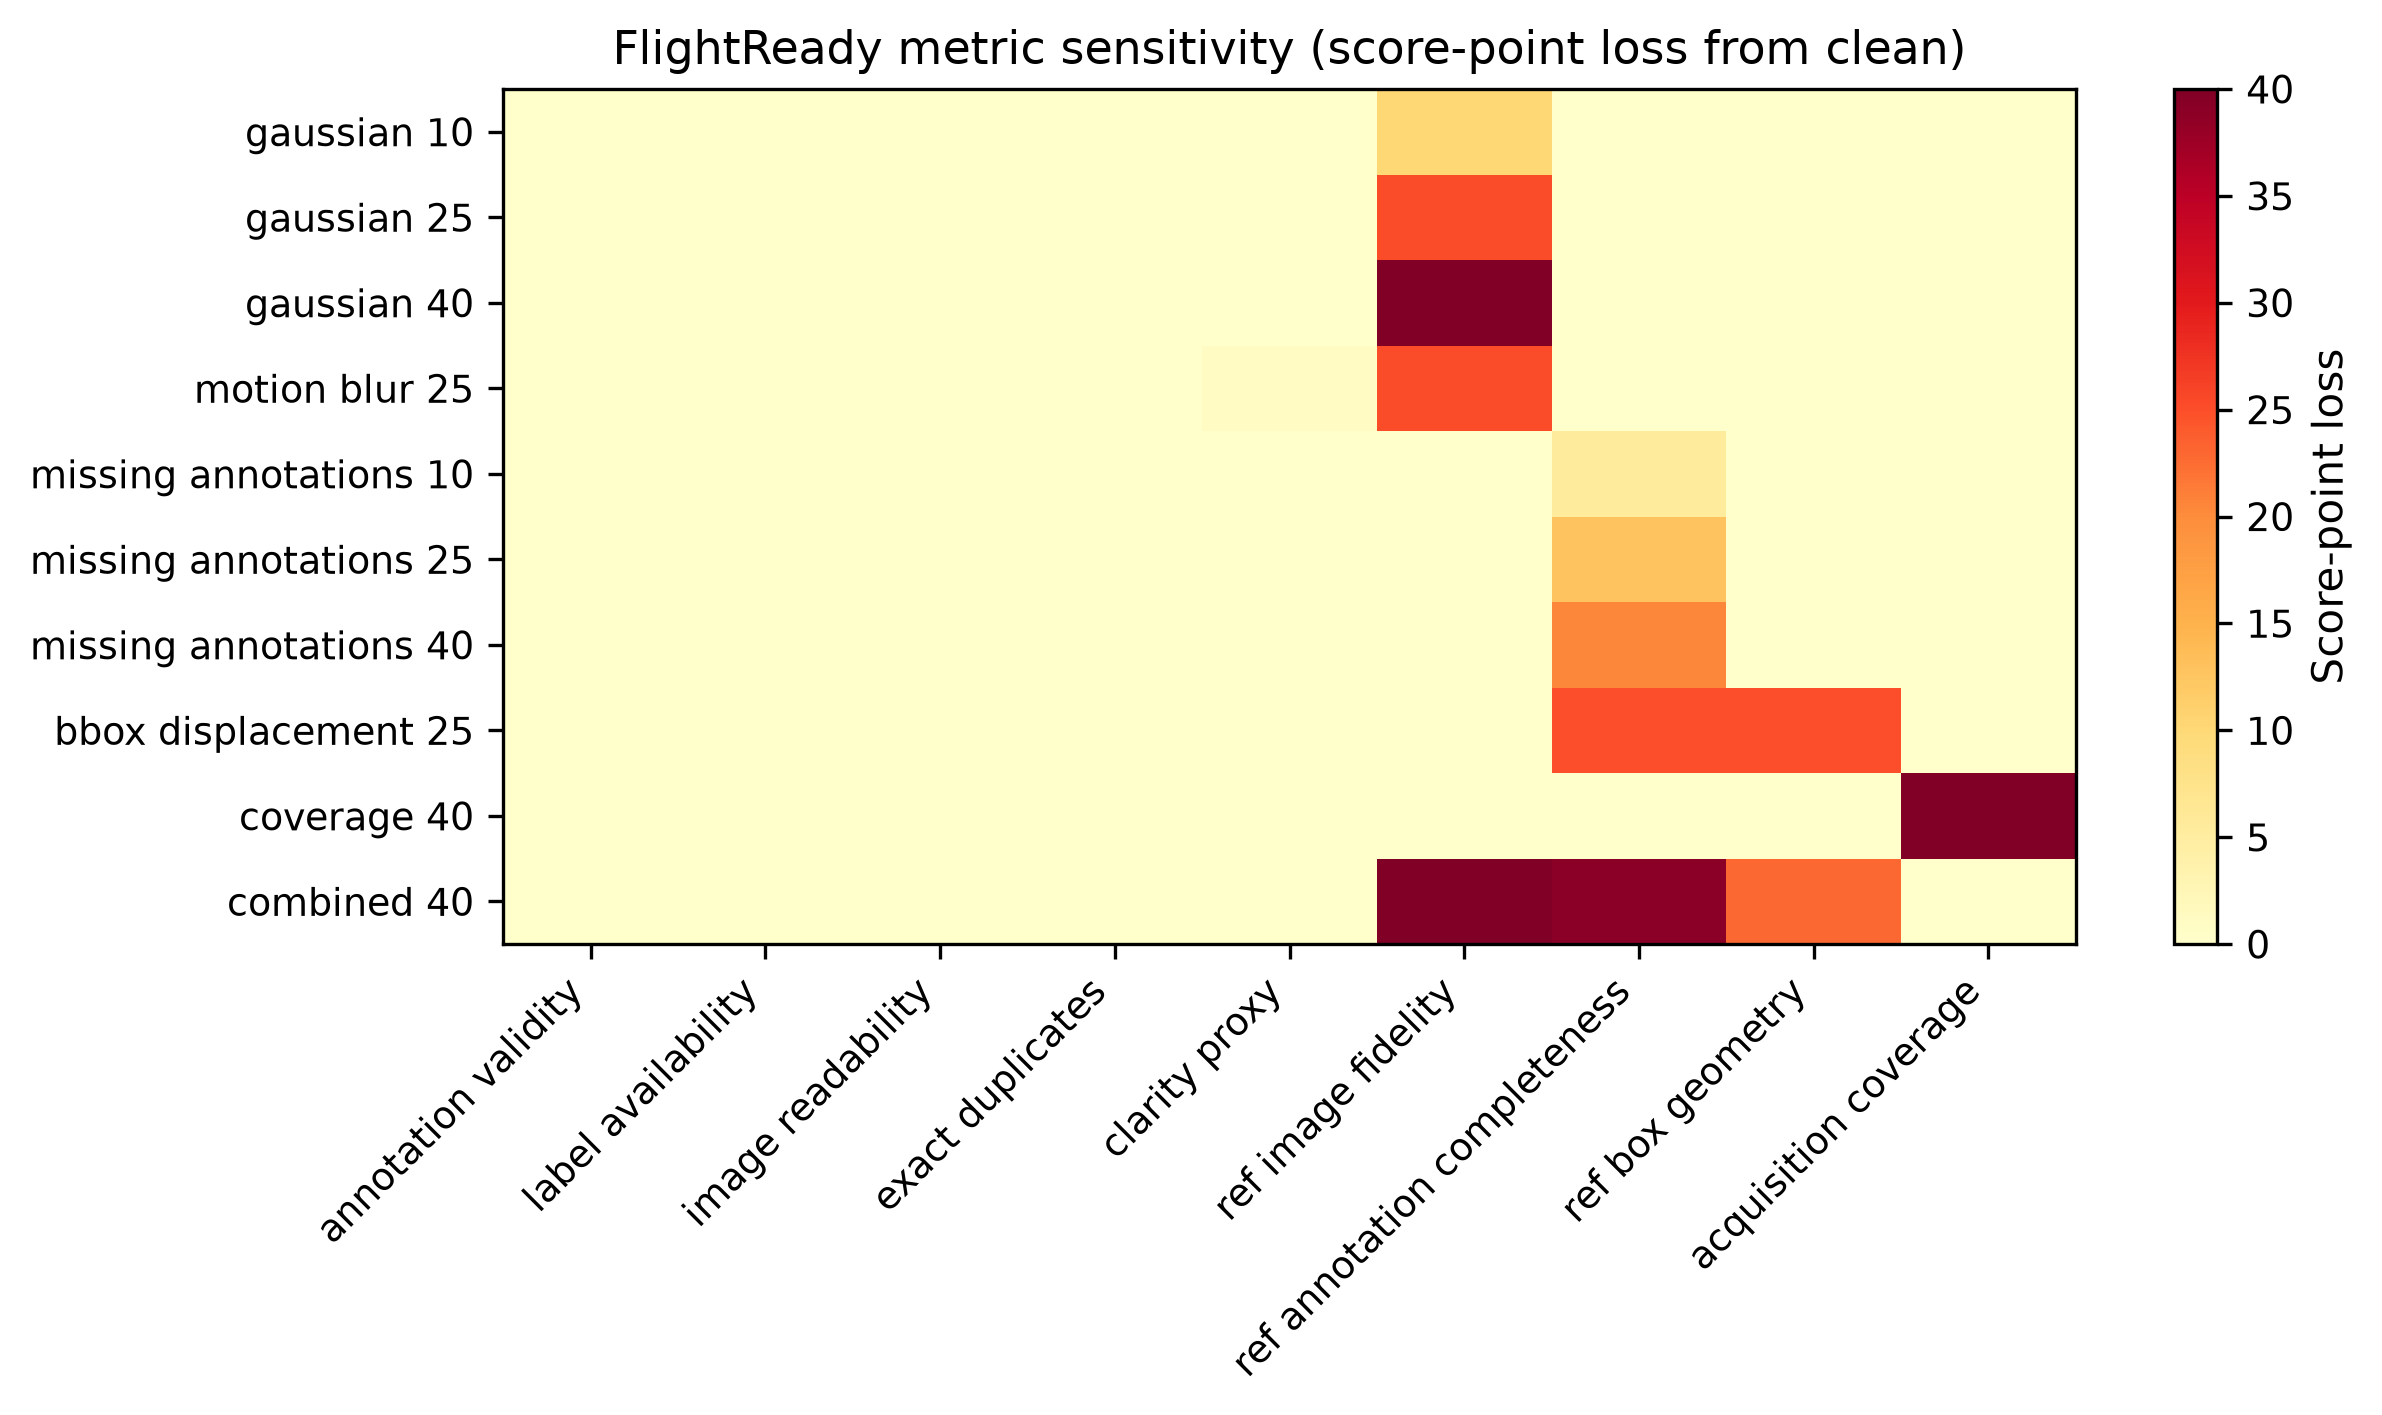 FlightReady metric sensitivity (score-point loss from clean)
gaussian 10
gaussian 25
gaussian 40
motion blur 25
missing annotations 10
missing annotations 25
missing annotations 40
bbox displacement 25
coverage 40
combined 40
annotation validity
label availability
image readability
exact duplicates
clarity proxy
ref image fidelity
ref annotation completeness
ref box geometry
acquisition coverage
40
35
30
25
20
15
10
5
0
Score-point loss